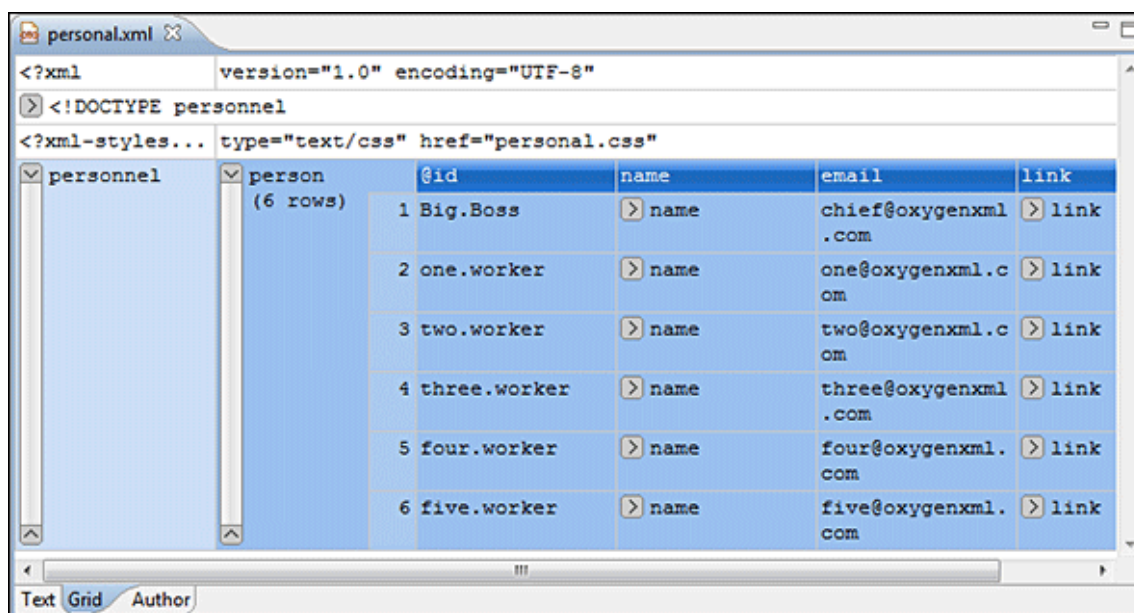 personal.xml
<?xml version="1.0" encoding="UTF-8"
<!DOCTYPE personnel
<?xml-styles... type="text/css" href="personal.css"
personnel person @id name email link
(6 rows) 1 Big.Boss name chief@oxygenxml link
.com
2 one.worker name one@oxygenxml.c link
om
3 two.worker name two@oxygenxml.c link
om
4 three.worker name three@oxygenxml link
.com
5 four.worker name four@oxygenxml. link
com
6 five.worker name five@oxygenxml. link
com
Text Grid Author